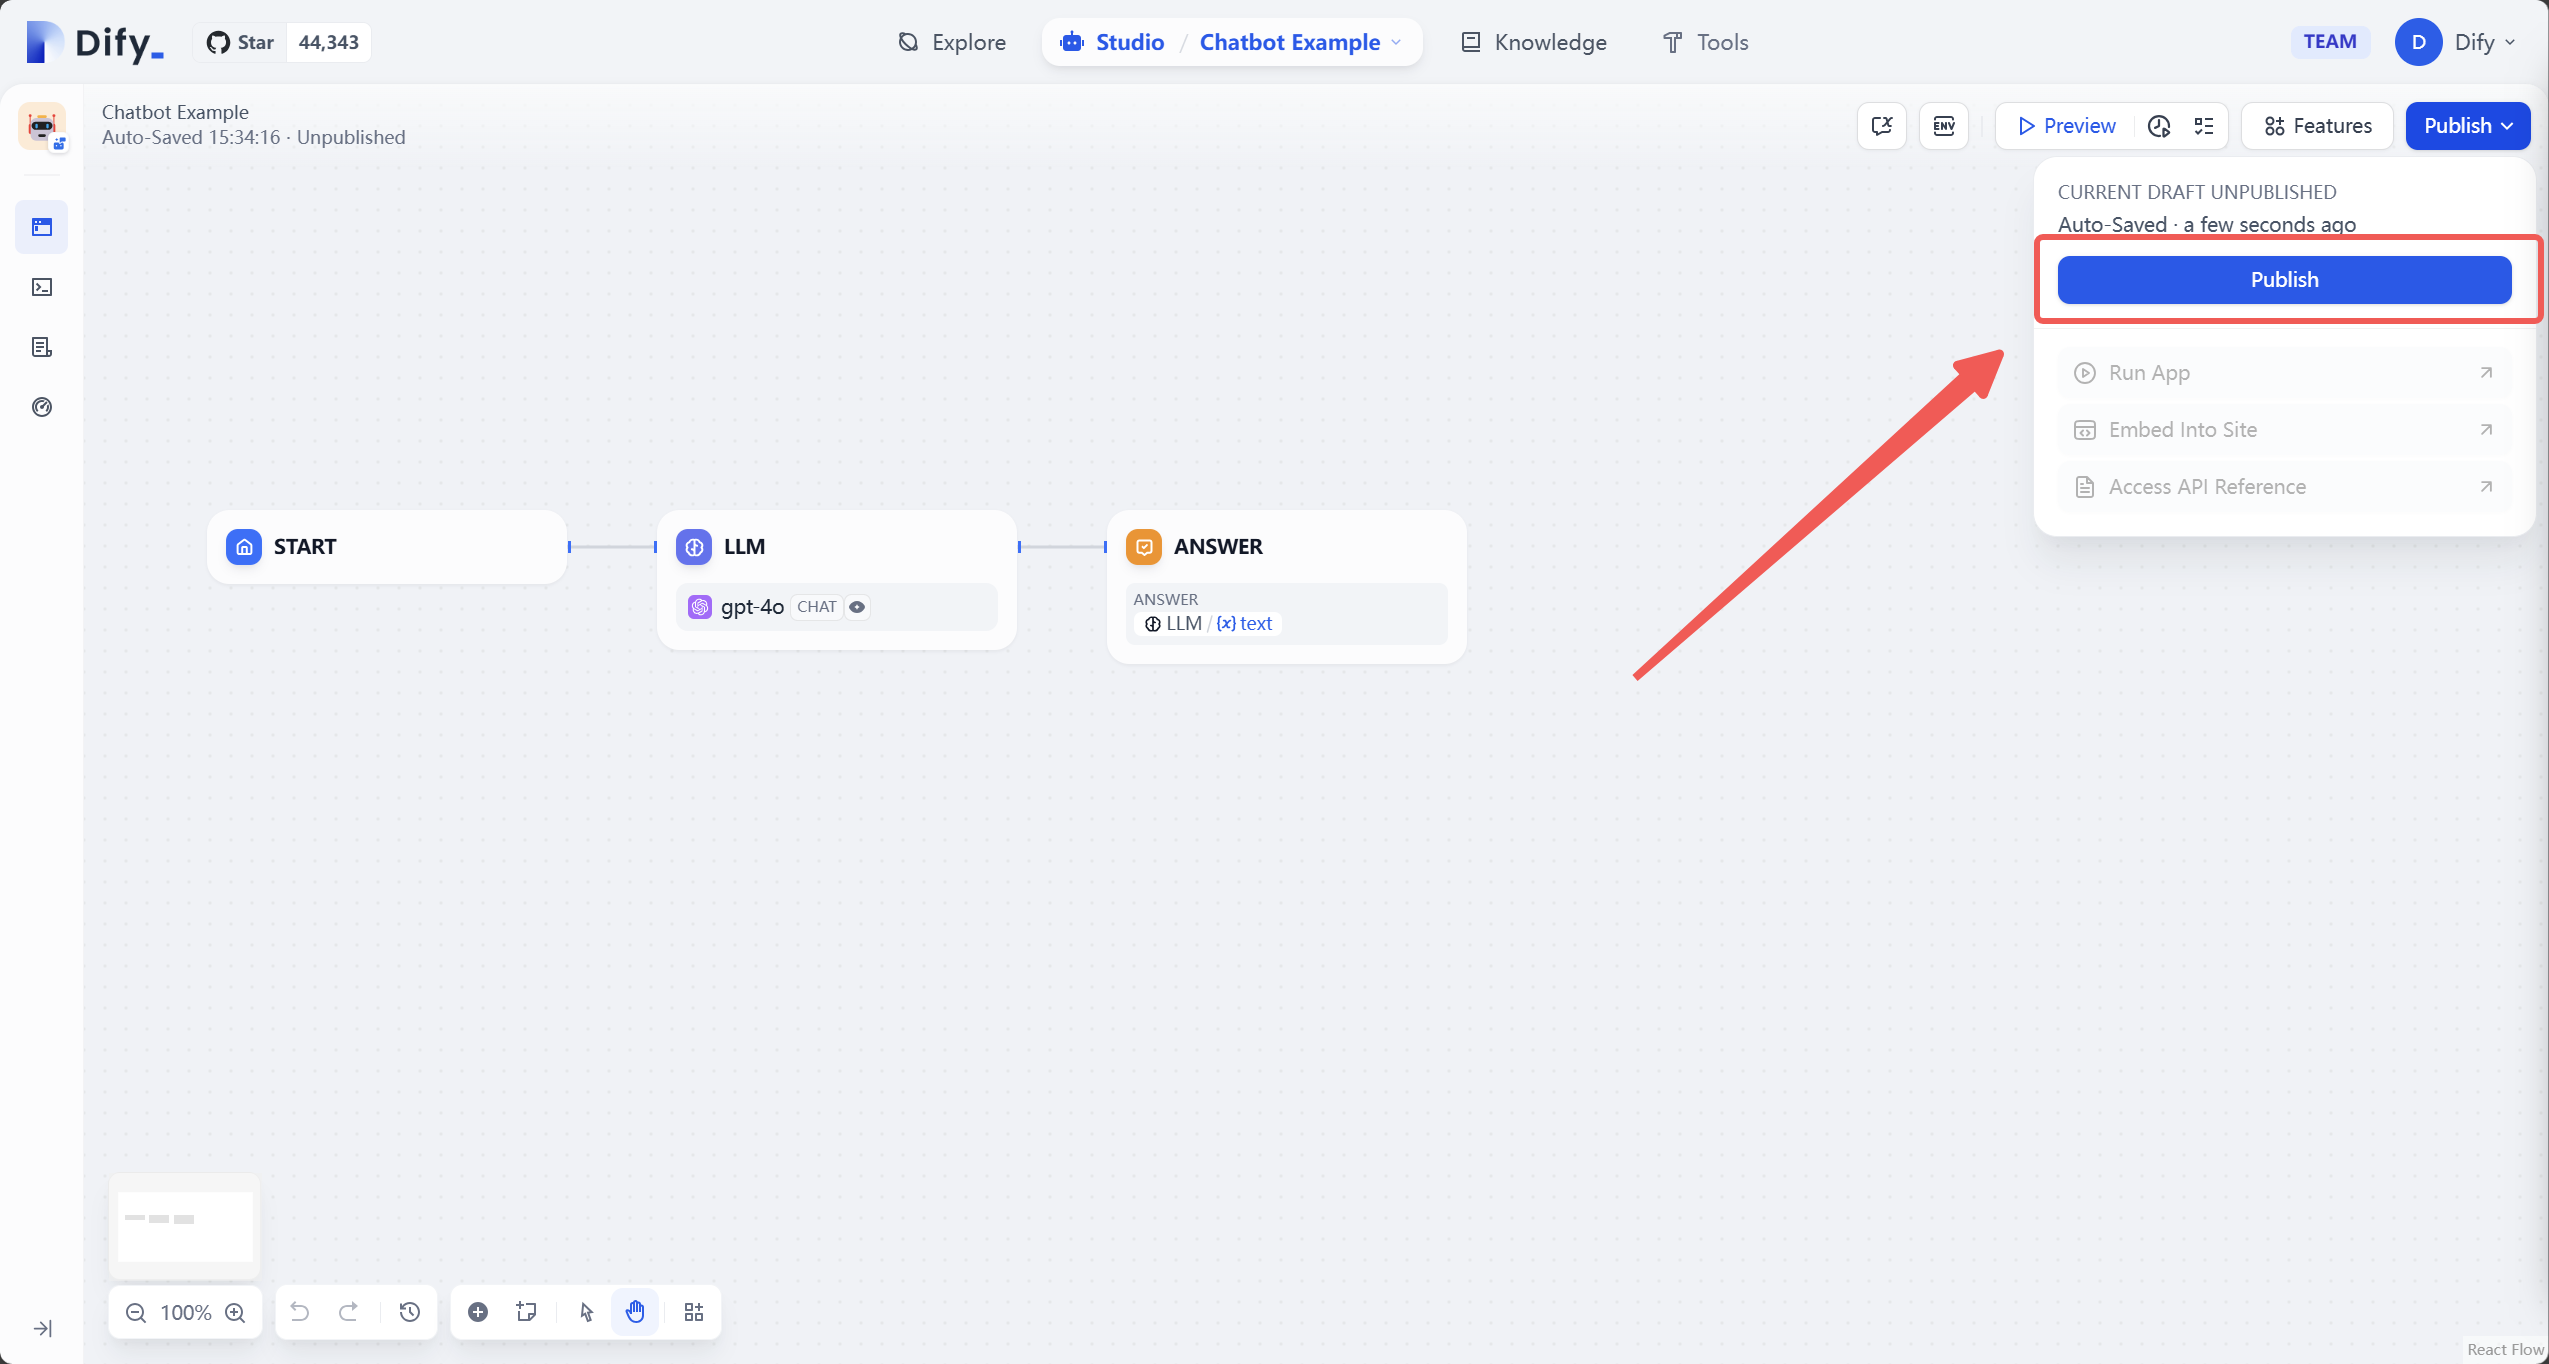 Dify_
Star 44,343
Explore
Studio / Chatbot Example
Knowledge
Tools
TEAM
D Dify
Chatbot Example
Auto-Saved 15:34:16 · Unpublished
ENV
Preview
Features
Publish
CURRENT DRAFT UNPUBLISHED
Auto-Saved · a few seconds ago
Publish
Run App
Embed Into Site
Access API Reference
START
LLM
gpt-4o CHAT
ANSWER
ANSWER
LLM / {x} text
100%
React Flow